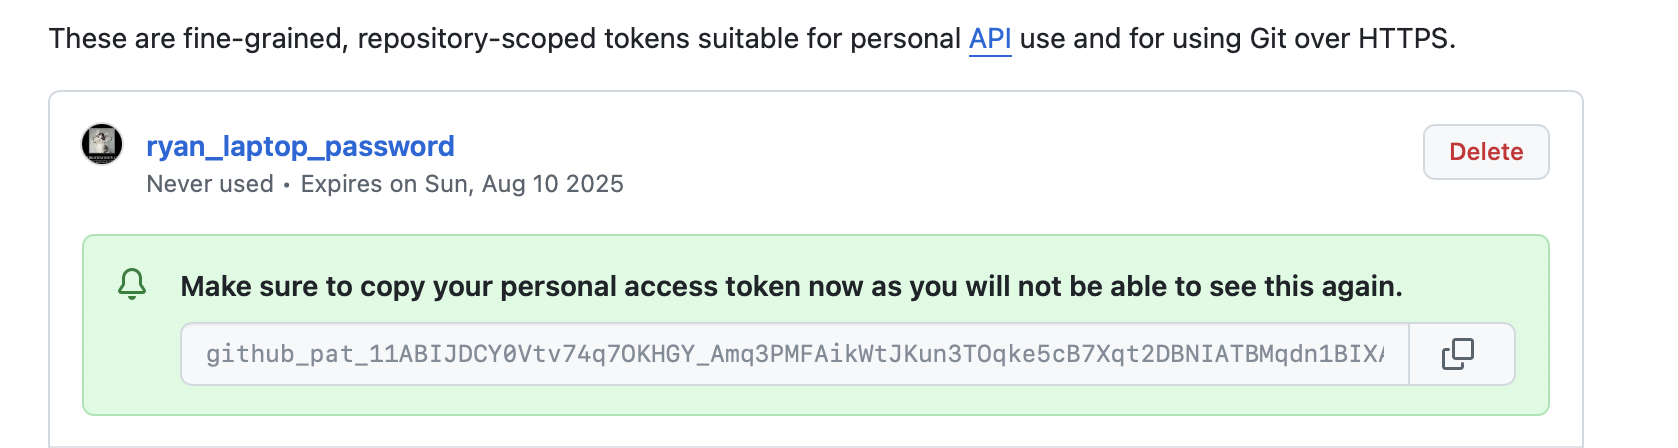 These are fine-grained, repository-scoped tokens suitable for personal API use and for using Git over HTTPS.
ryan_laptop_password
Delete
Never used • Expires on Sun, Aug 10 2025
Make sure to copy your personal access token now as you will not be able to see this again.
github_pat_11ABIJDCY0Vtv74q7OKHGY_Amq3PMFAikWtJKun3TOqke5cB7Xqt2DBNIATBMqdn1BIX